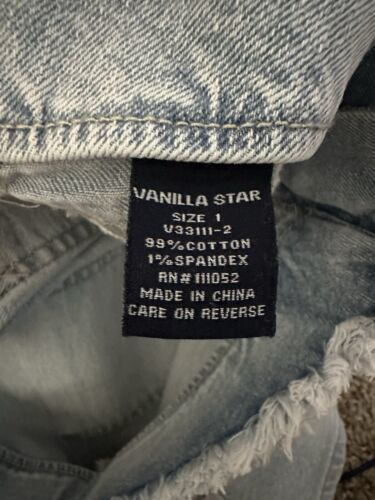 VANILLA STAR
SIZE 1
V33111-2
99%COTTON
1%SPANDEX
RN# 111052
MADE IN CHINA
CARE ON REVERSE